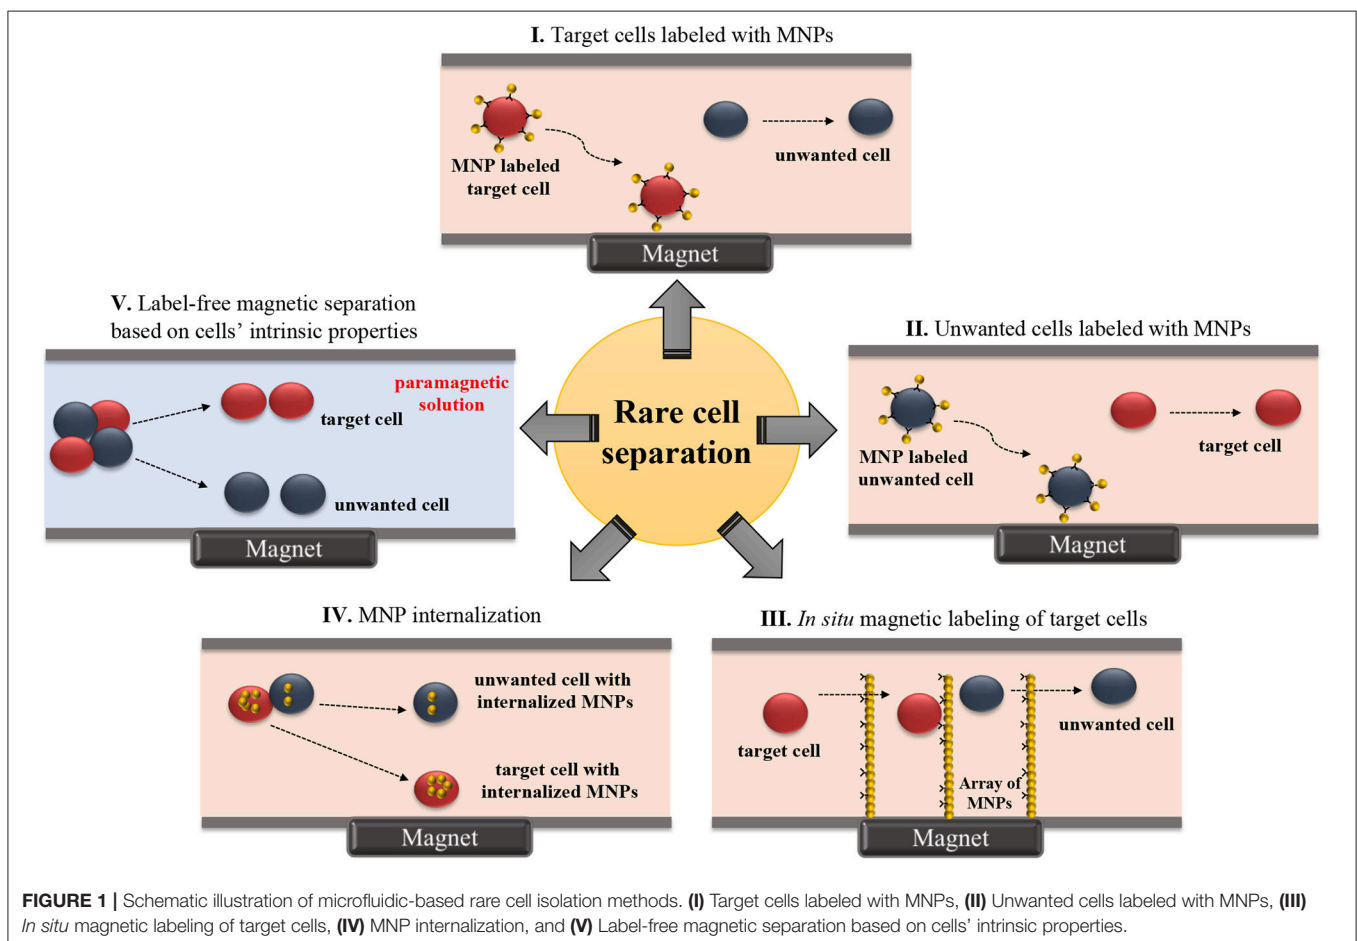 I. Target cells labeled with MNPs
MNP labeled
target cell
unwanted cell
Magnet
V. Label-free magnetic separation
based on cells’ intrinsic properties
paramagnetic
solution
target cell
unwanted cell
Magnet
Rare cell
separation
II. Unwanted cells labeled with MNPs
MNP labeled
unwanted cell
target cell
Magnet
IV. MNP internalization
unwanted cell with
internalized MNPs
target cell with
internalized MNPs
Magnet
III. In situ magnetic labeling of target cells
target cell
unwanted cell
Array of
MNPs
Magnet
FIGURE 1 | Schematic illustration of microfluidic-based rare cell isolation methods. (I) Target cells labeled with MNPs, (II) Unwanted cells labeled with MNPs, (III)
In situ magnetic labeling of target cells, (IV) MNP internalization, and (V) Label-free magnetic separation based on cells’ intrinsic properties.